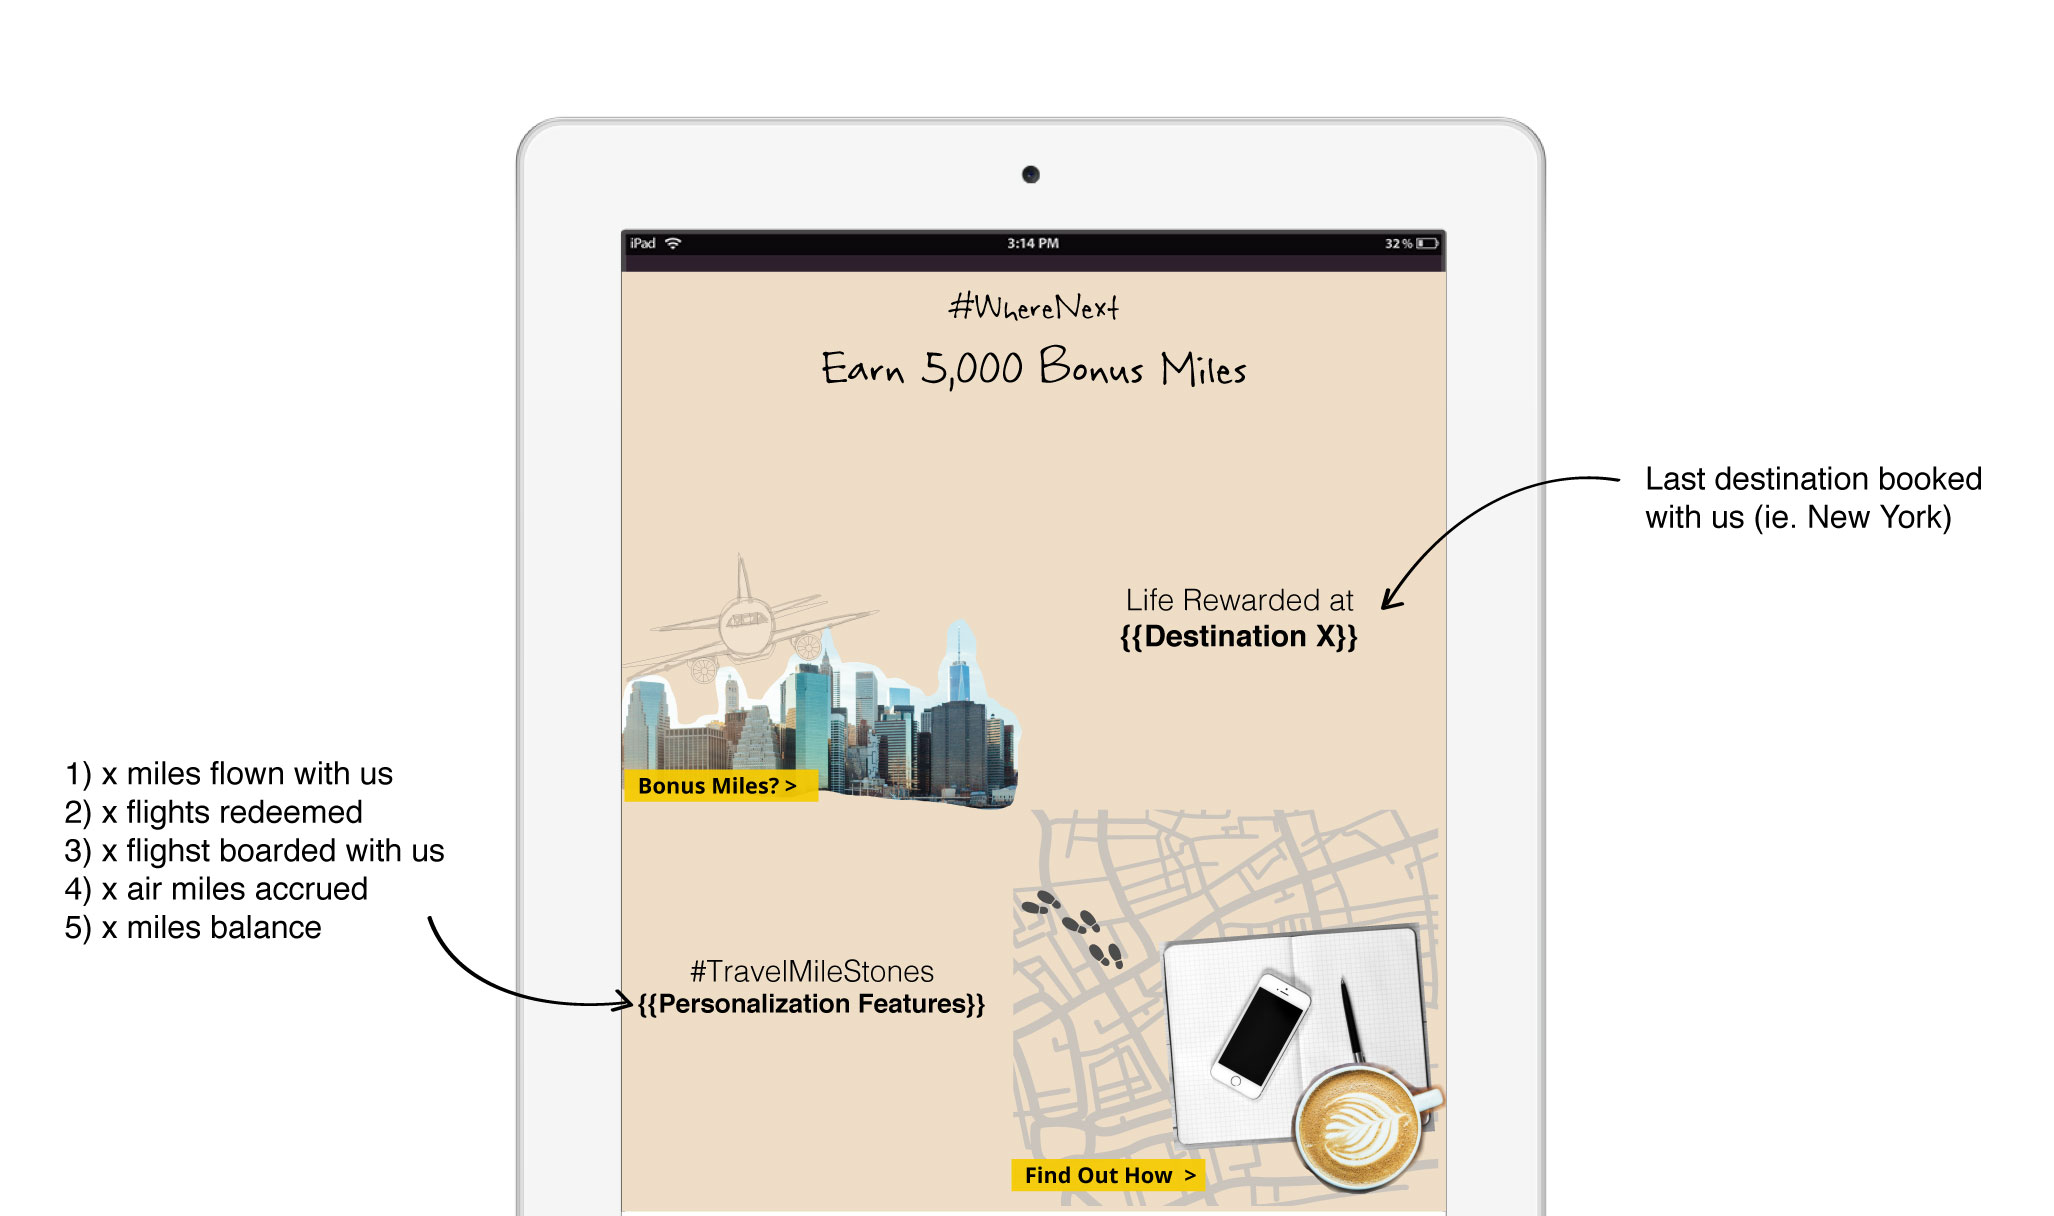 iPad
3:14 PM
32%
#WhereNext
Earn 5,000 Bonus Miles
Last destination booked
with us (ie. New York)
Life Rewarded at
{{Destination X}}
Bonus Miles? >
1) x miles flown with us
2) x flights redeemed
3) x flighst boarded with us
4) x air miles accrued
5) x miles balance
#TravelMileStones
{{Personalization Features}}
Find Out How >